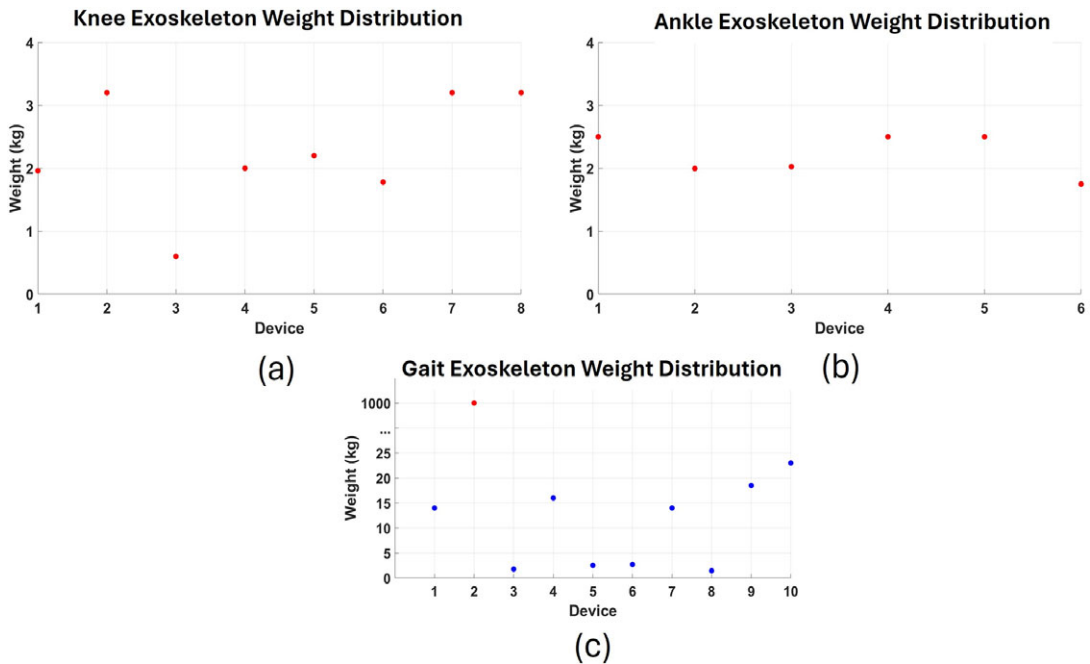 Knee Exoskeleton Weight Distribution
4
3
2
1
0
Weight (kg)
1 2 3 4 5 6 7 8
Device
(a)
Ankle Exoskeleton Weight Distribution
4
3
2
1
0
Weight (kg)
1 2 3 4 5 6
Device
(b)
Gait Exoskeleton Weight Distribution
1000
...
25
20
15
10
5
0
Weight (kg)
1 2 3 4 5 6 7 8 9 10
Device
(c)